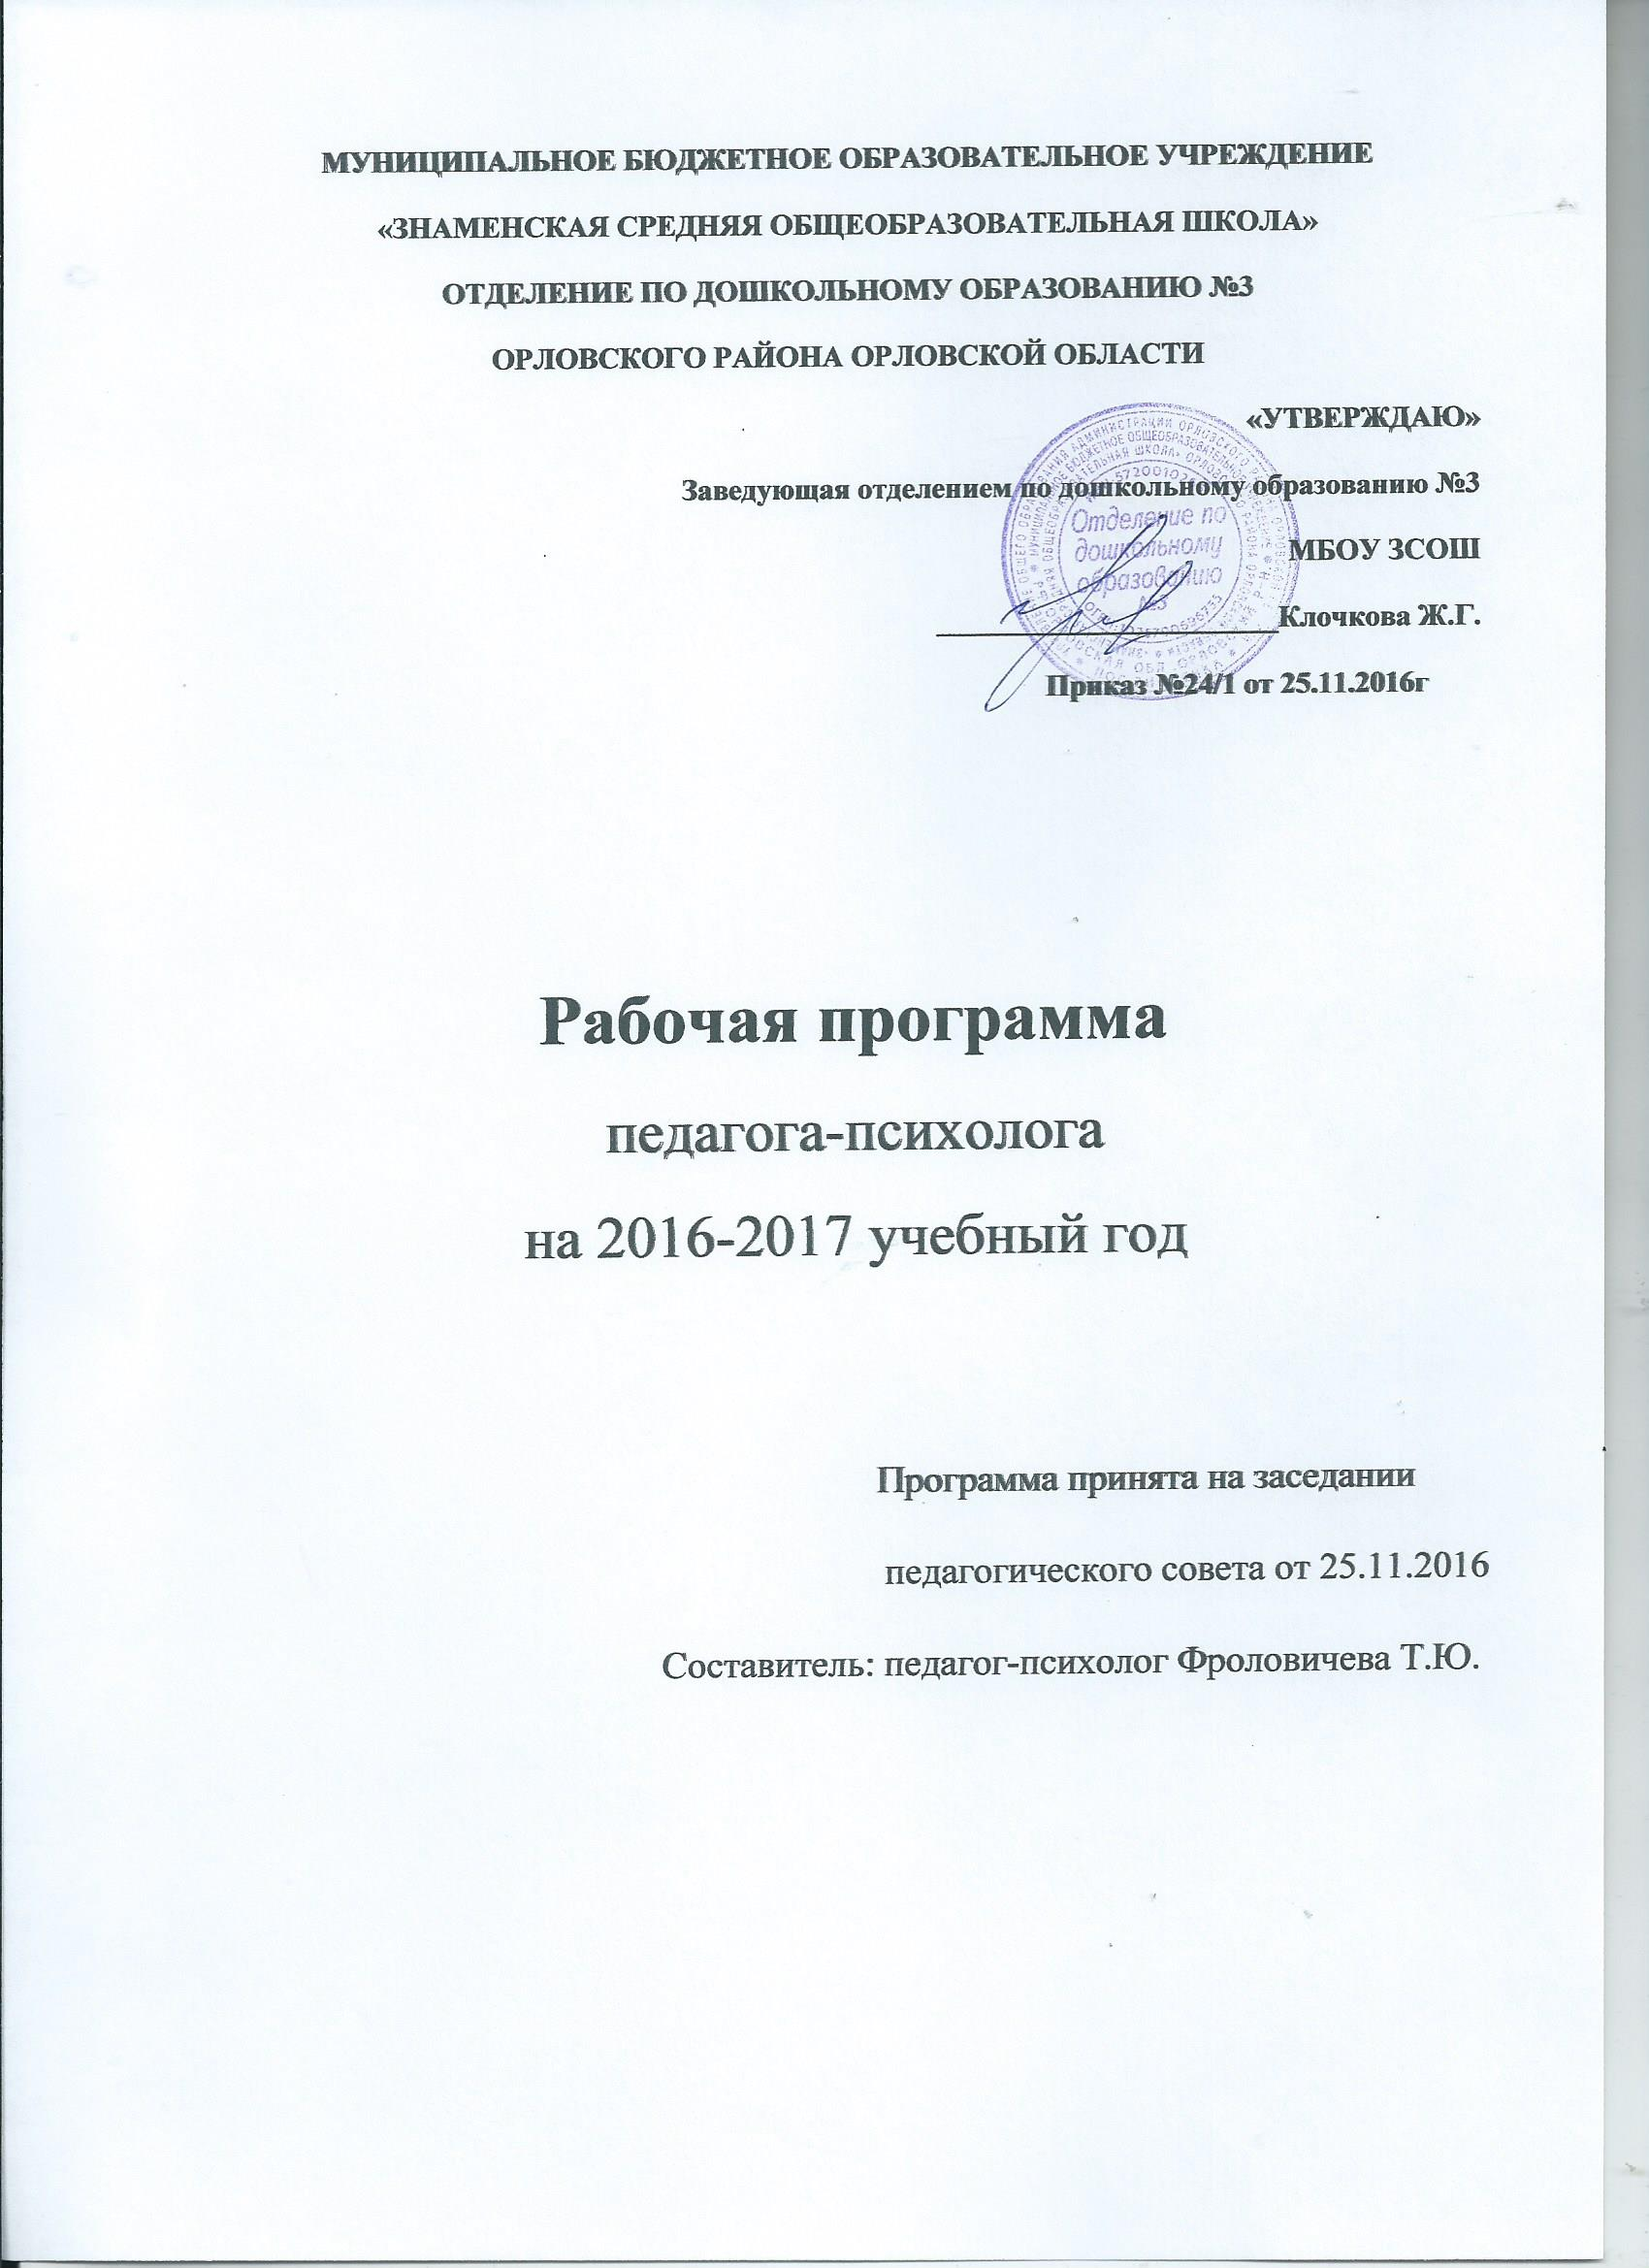 МУНИЦИПАЛЬНОЕ БЮДЖЕТНОЕ ОБРАЗОВАТЕЛЬНОЕ УЧРЕЖДЕНИЕ
«ЗНАМЕНСКАЯ СРЕДНЯЯ ОБЩЕОБРАЗОВАТЕЛЬНАЯ ШКОЛА»
ОТДЕЛЕНИЕ ПО ДОШКОЛЬНОМУ ОБРАЗОВАНИЮ №3
ОРЛОВСКОГО РАЙОНА ОРЛОВСКОЙ ОБЛАСТИ
«УТВЕРЖДАЮ»
Заведующая отделением по дошкольному образованию №3
МБОУ ЗСОШ
Клочкова Ж.Г.
Приказ №24/1 от 25.11.2016г
Отделение по
дошкольному
образованию
№3
Рабочая программа
педагога-психолога
на 2016-2017 учебный год
Программа принята на заседании
педагогического совета от 25.11.2016
Составитель: педагог-психолог Фроловичева Т.Ю.